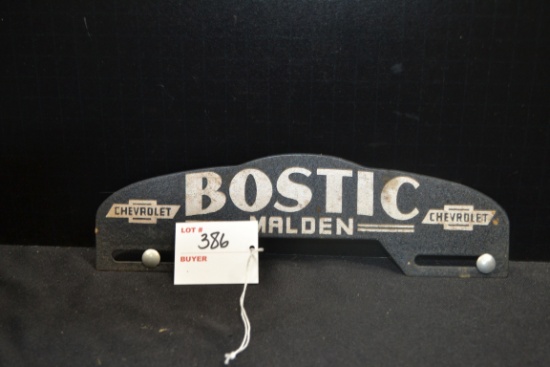 BOSTIC
MALDEN
CHEVROLET
CHEVROLET
LOT # 386
BUYER